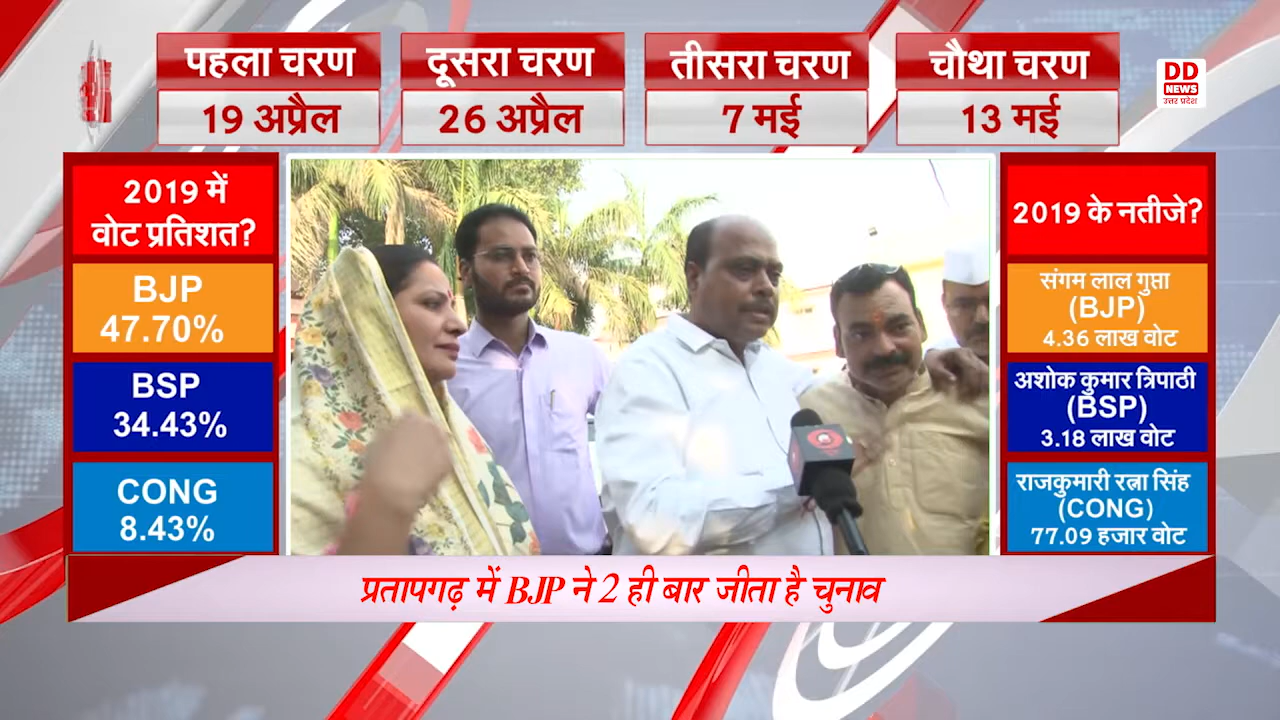 पहला चरण
19 अप्रैल
दूसरा चरण
26 अप्रैल
तीसरा चरण
7 मई
चौथा चरण
13 मई
DD
NEWS
उत्तर प्रदेश
2019 में
वोट प्रतिशत?
BJP
47.70%
BSP
34.43%
CONG
8.43%
2019 के नतीजे?
संगम लाल गुप्ता
(BJP)
4.36 लाख वोट
अशोक कुमार त्रिपाठी
(BSP)
3.18 लाख वोट
राजकुमारी रत्ना सिंह
(CONG)
77.09 हजार वोट
प्रतापगढ़ में BJP ने 2 ही बार जीता है चुनाव